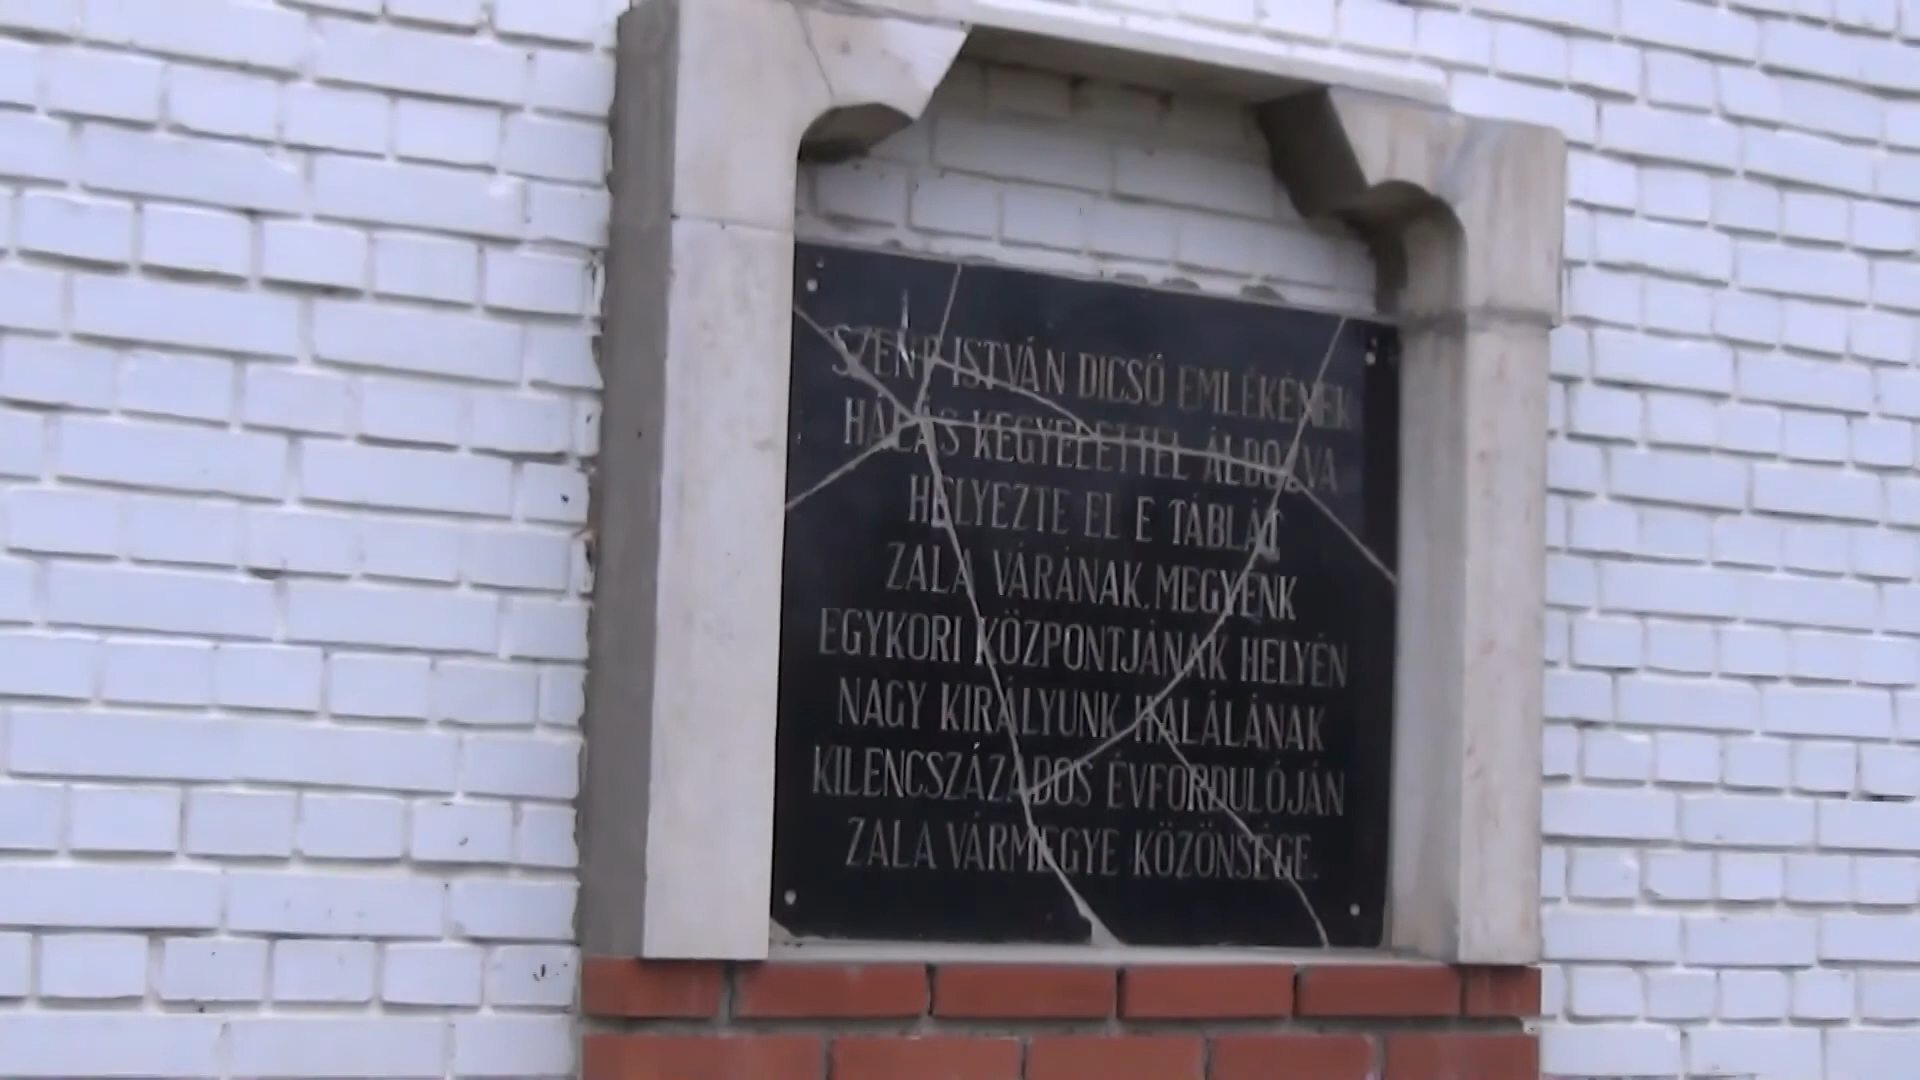 SZENT ISTVÁN DICSŐ EMLÉKÉNEK
HÁLÁS KEGYELETTEL ÁLDOZVA
HELYEZTE EL E TÁBLÁT
ZALA VÁRÁNAK, MEGYÉNK
EGYKORI KÖZPONTJÁNAK HELYÉN
NAGY KIRÁLYUNK HALÁLÁNAK
KILENCSZÁZADOS ÉVFORDULÓJÁN
ZALA VÁRMEGYE KÖZÖNSÉGE.